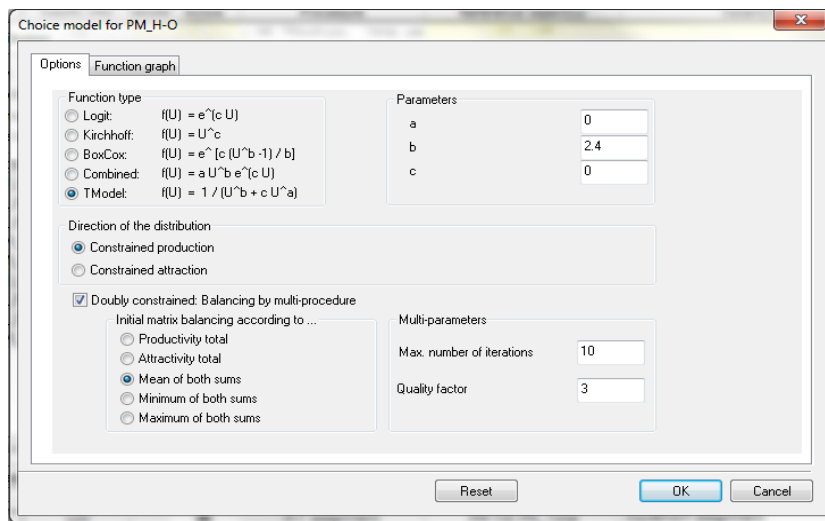 Choice model for PM_H-O
Options
Function graph
Function type
Logit: f(U) = e^(c U)
Kirchhoff: f(U) = U^c
BoxCox: f(U) = e^ [c (U^b -1) / b]
Combined: f(U) = a U^b e^(c U)
TModel: f(U) = 1 / (U^b + c U^a)
Parameters
a 0
b 2.4
c 0
Direction of the distribution
Constrained production
Constrained attraction
Doubly constrained: Balancing by multi-procedure
Initial matrix balancing according to ...
Productivity total
Attractivity total
Mean of both sums
Minimum of both sums
Maximum of both sums
Multi-parameters
Max. number of iterations 10
Quality factor 3
Reset
OK
Cancel